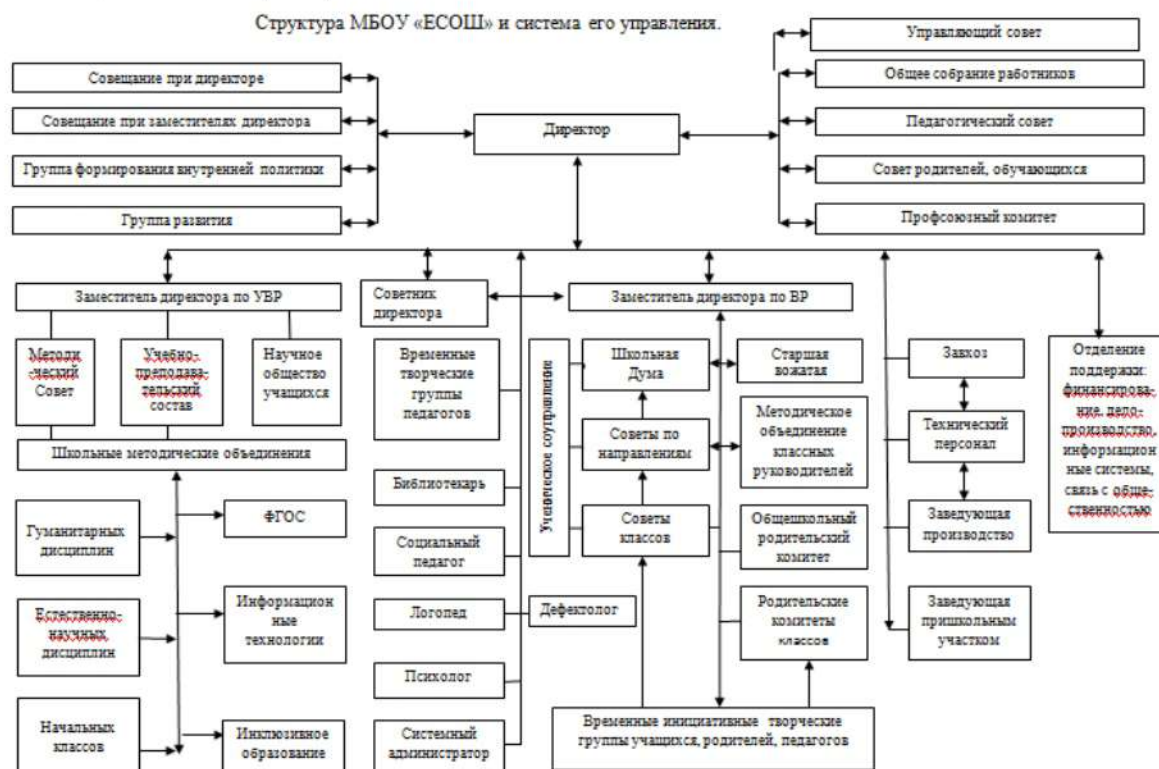 Структура МБОУ «ЕСОШ» и система его управления.
Управляющий совет
Совещание при директоре
Общее собрание работников
Совещание при заместителях директора
Директор
Педагогический совет
Группа формирования внутренней политики
Совет родителей, обучающихся
Группа развития
Профсоюзный комитет
Заместитель директора по УВР
Советник
директора
Заместитель директора по ВР
Методи
-ческий
Совет
Учебно-
преподава-
тельский
состав
Научное
общество
учащихся
Школьные методические объединения
Гуманитарных
дисциплин
ФГОС
Естественно-
научных
дисциплин
Информацион
ные
технологии
Начальных
классов
Инклюзивное
образование
Временные
творческие
группы
педагогов
Библиотекарь
Социальный
педагог
Логопед
Дефектолог
Психолог
Системный
администратор
Ученическое соуправление
Школьная
Дума
Старшая
вожатая
Советы по
направлениям
Методическое
объединение
классных
руководителей
Советы
классов
Общешкольный
родительский
комитет
Родительские
комитеты
классов
Временные инициативные творческие
группы учащихся, родителей, педагогов
Завхоз
Технический
персонал
Заведующая
производство
Заведующая
пришкольным
участком
Отделение
поддержки:
финансирова-
ние, дело-
производство,
информацион
ные системы,
связь с обще-
ственностью